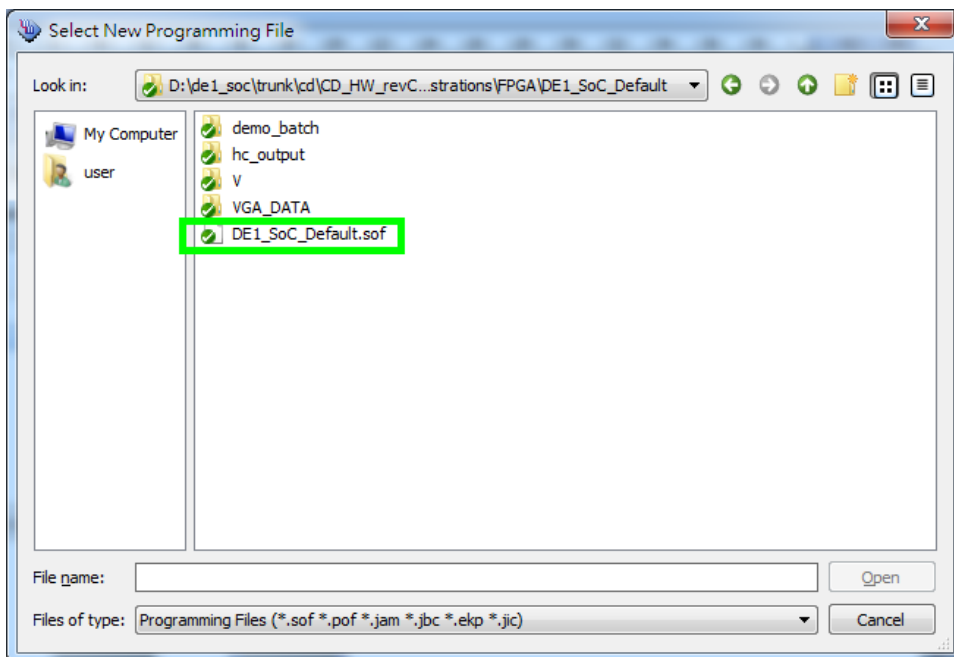 Select New Programming File
Look in: D:\de1_soc\trunk\cd\CD_HW_revC...strations\FPGA\DE1_SoC_Default
My Computer
user
demo_batch
hc_output
V
VGA_DATA
DE1_SoC_Default.sof
File name: Open
Files of type: Programming Files (*.sof *.pof *.jam *.jbc *.ekp *.jic) Cancel